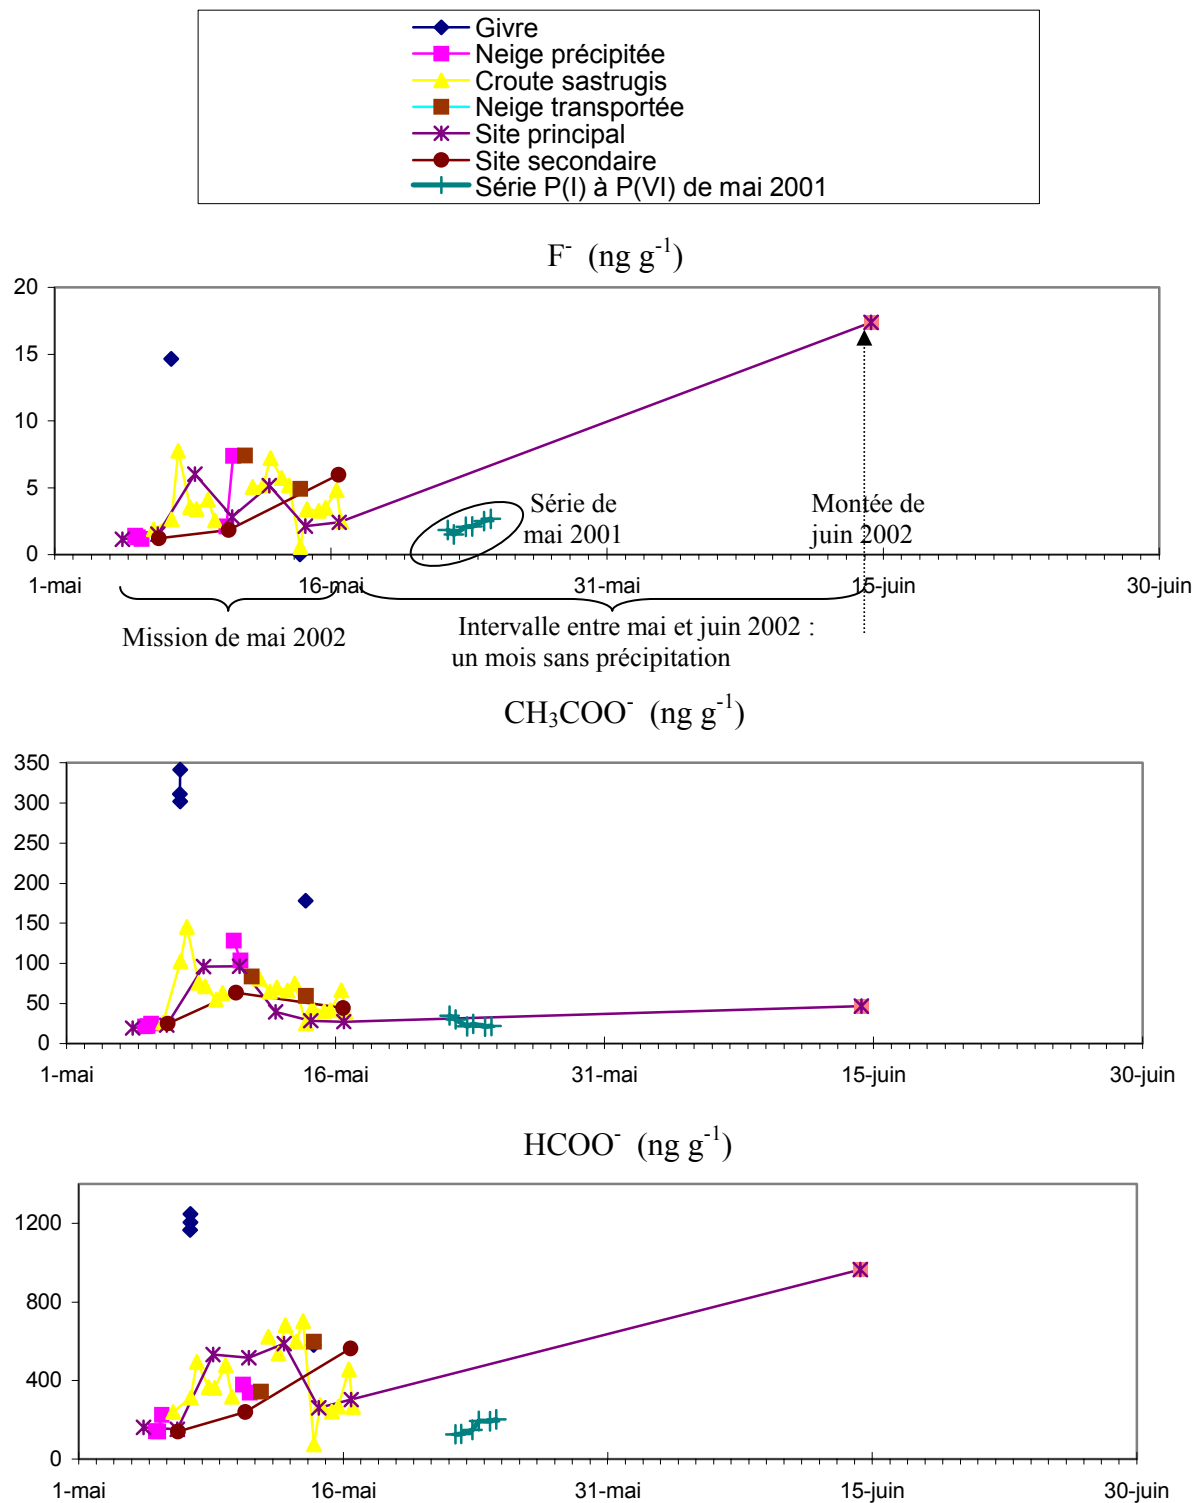 Givre
Neige précipitée
Croute sastrugis
Neige transportée
Site principal
Site secondaire
Série P(I) à P(VI) de mai 2001
F⁻ (ng g⁻¹)
20
15
10
5
0
Série de
mai 2001
Montée de
juin 2002
1-mai 16-mai 31-mai 15-juin 30-juin
Mission de mai 2002
Intervalle entre mai et juin 2002 :
un mois sans précipitation
CH₃COO⁻ (ng g⁻¹)
350
300
250
200
150
100
50
0
1-mai 16-mai 31-mai 15-juin 30-juin
HCOO⁻ (ng g⁻¹)
1200
800
400
0
1-mai 16-mai 31-mai 15-juin 30-juin